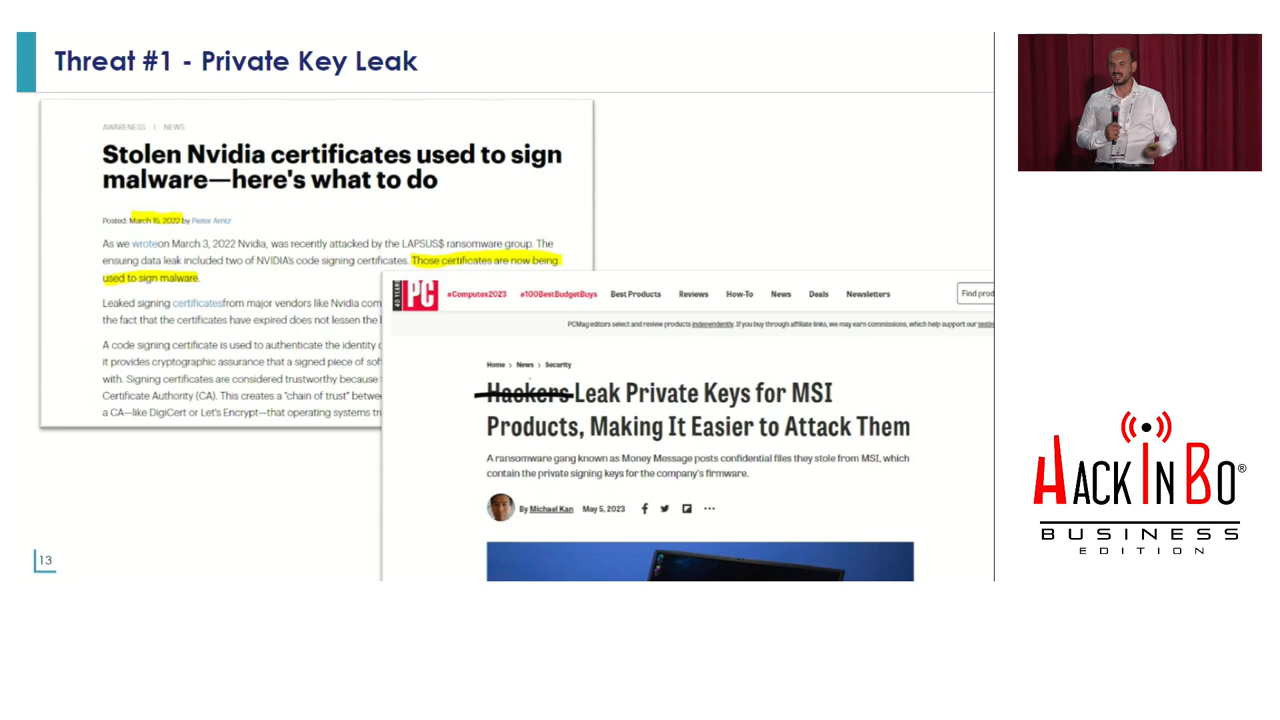 Threat #1 - Private Key Leak
AWARENESS | NEWS
Stolen Nvidia certificates used to sign
malware—here's what to do
Posted: March 15, 2022 by Pieter Arntz
As we wroteon March 3, 2022 Nvidia, was recently attacked by the LAPSUS$ ransomware group. The
ensuing data leak included two of NVIDIA's code signing certificates. Those certificates are now being
used to sign malware.
Leaked signing certificatesfrom major vendors like Nvidia com
the fact that the certificates have expired does not lessen the
A code signing certificate is used to authenticate the identity
it provides cryptographic assurance that a signed piece of sof
with. Signing certificates are considered trustworthy because
Certificate Authority (CA). This creates a "chain of trust" betwe
a CA—like DigiCert or Let's Encrypt—that operating systems tr
40 YEARS PC
#Computex2023 #100BestBudgetBuys Best Products Reviews How-To News Deals Newsletters Find prod
PCMag editors select and review products independently. If you buy through affiliate links, we may earn commissions, which help support our testin
Home > News > Security
Hackers Leak Private Keys for MSI
Products, Making It Easier to Attack Them
A ransomware gang known as Money Message posts confidential files they stole from MSI, which
contain the private signing keys for the company's firmware.
By Michael Kan May 5, 2023
13
HACKINBO®
BUSINESS
EDITION